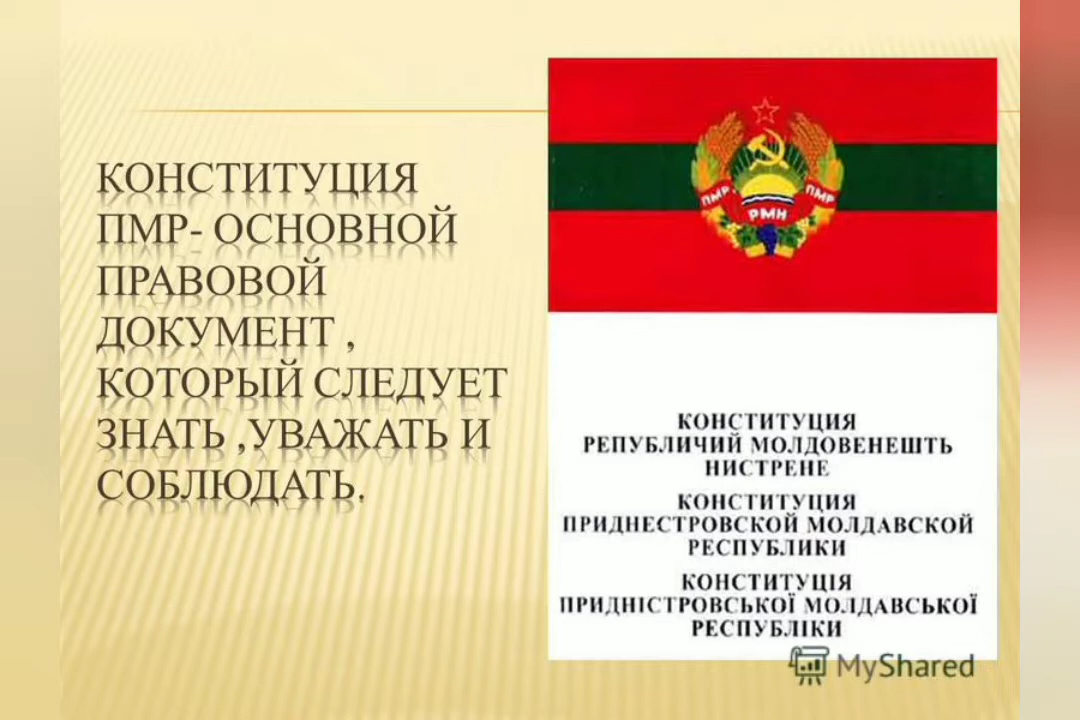 КОНСТИТУЦИЯ
ПМР- ОСНОВНОЙ
ПРАВОВОЙ
ДОКУМЕНТ ,
КОТОРЫЙ СЛЕДУЕТ
ЗНАТЬ ,УВАЖАТЬ И
СОБЛЮДАТЬ.
ПМР РМН ПМР
КОНСТИТУЦИЯ
РЕПУБЛИЧИЙ МОЛДОВЕНЕШТЬ
НИСТРЕНЕ
КОНСТИТУЦИЯ
ПРИДНЕСТРОВСКОЙ МОЛДАВСКОЙ
РЕСПУБЛИКИ
КОНСТИТУЦІЯ
ПРИДНІСТРОВСЬКОЇ МОЛДАВСЬКОЇ
РЕСПУБЛІКИ
MyShared